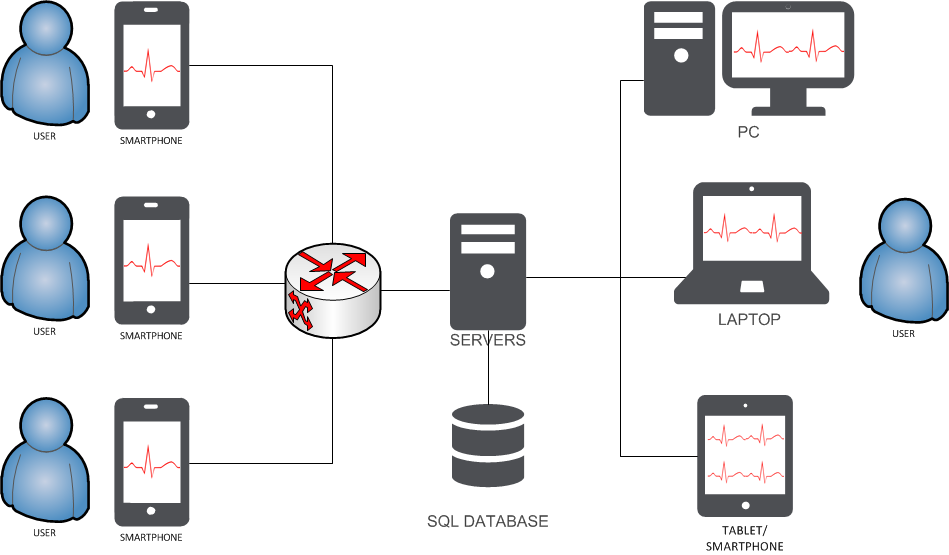 USER
SMARTPHONE
PC
USER
SMARTPHONE
SERVERS
LAPTOP
USER
USER
SMARTPHONE
SQL DATABASE
TABLET/
SMARTPHONE